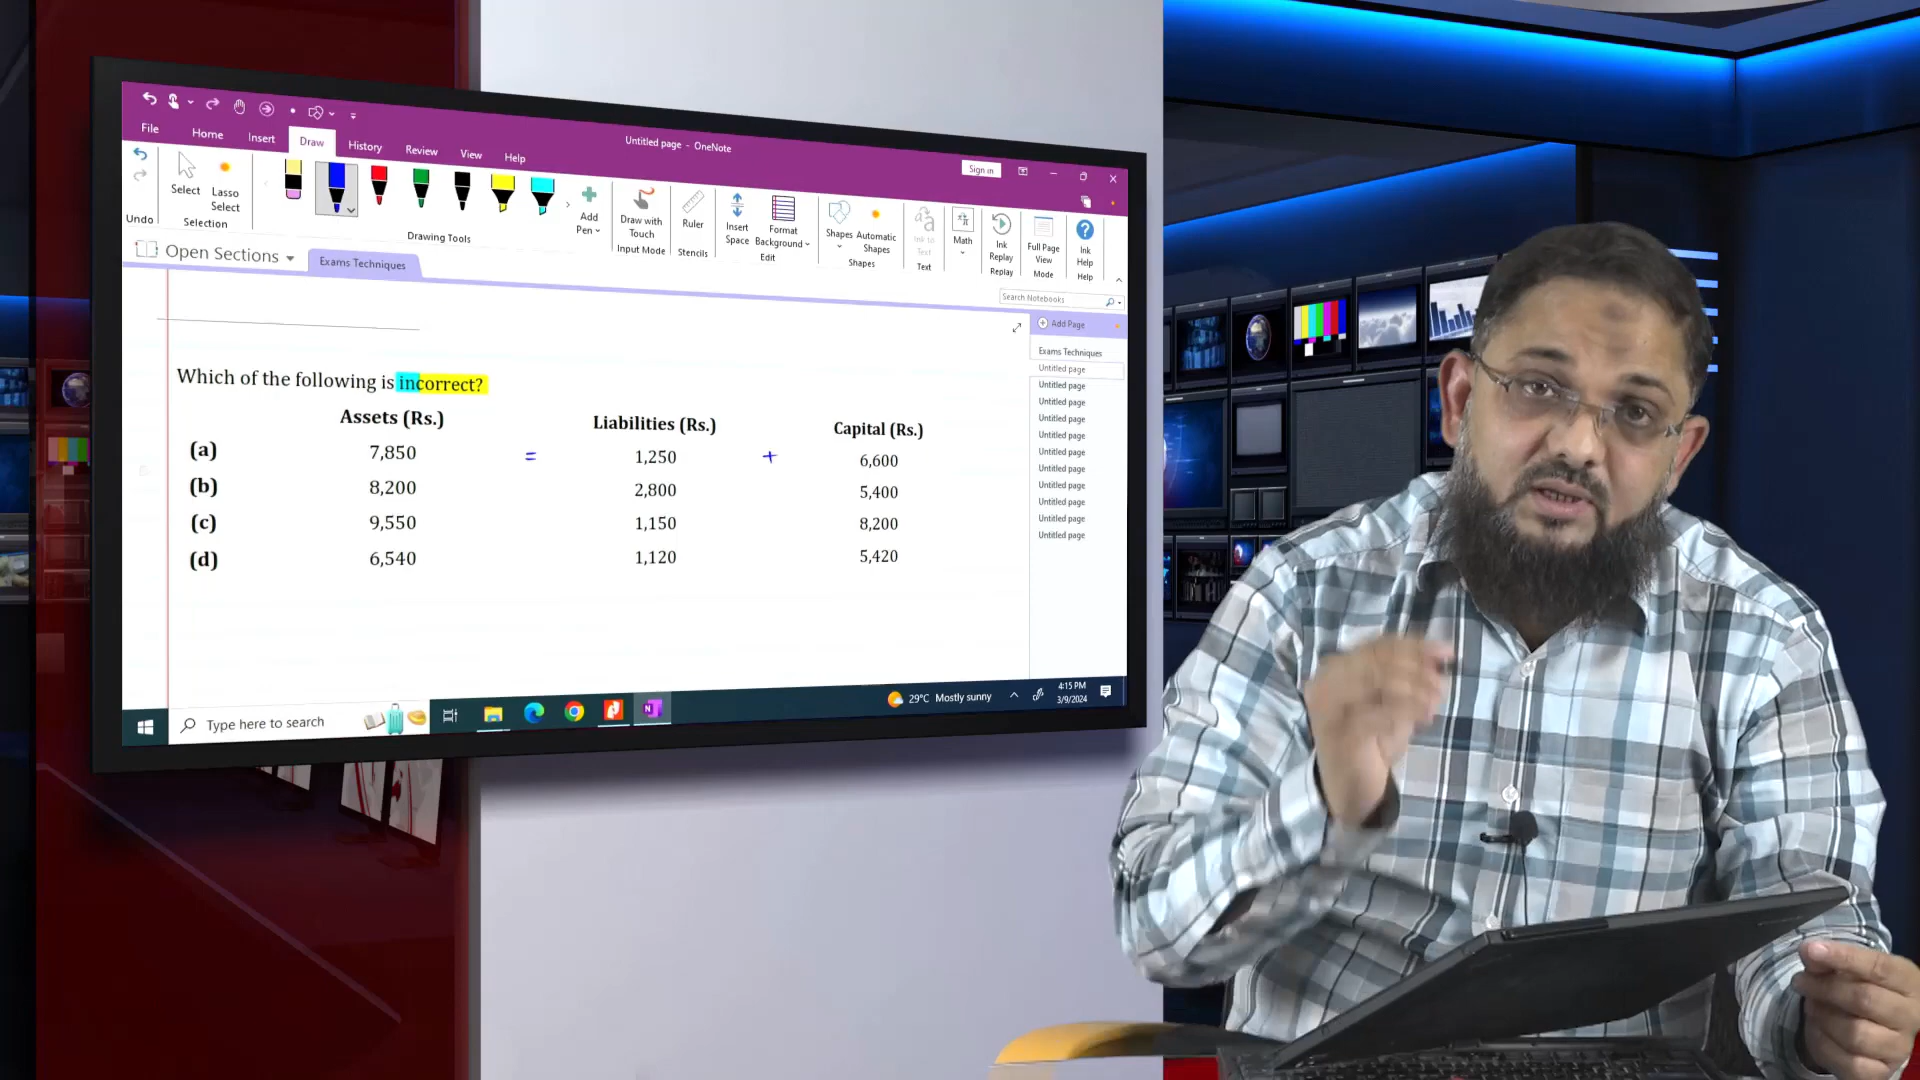 Untitled page - OneNote
Sign in
File Home Insert Draw History Review View Help
Undo
Select
Lasso Select
Selection
Drawing Tools
Add Pen
Draw with Touch
Input Mode
Ruler
Stencils
Insert Space
Format Background
Edit
Shapes
Automatic Shapes
Shapes
Ink to Text
Text
Math
Ink Replay
Replay
Full Page View
Mode
Ink Help
Help
Open Sections
Exams Techniques
Search Notebooks
Add Page
Exams Techniques
Untitled page
Untitled page
Untitled page
Untitled page
Untitled page
Untitled page
Untitled page
Untitled page
Untitled page
Untitled page
Untitled page
Which of the following is incorrect?
Assets (Rs.) Liabilities (Rs.) Capital (Rs.)
(a) 7,850 = 1,250 + 6,600
(b) 8,200 2,800 5,400
(c) 9,550 1,150 8,200
(d) 6,540 1,120 5,420
Type here to search
29°C Mostly sunny
4:15 PM
3/9/2024